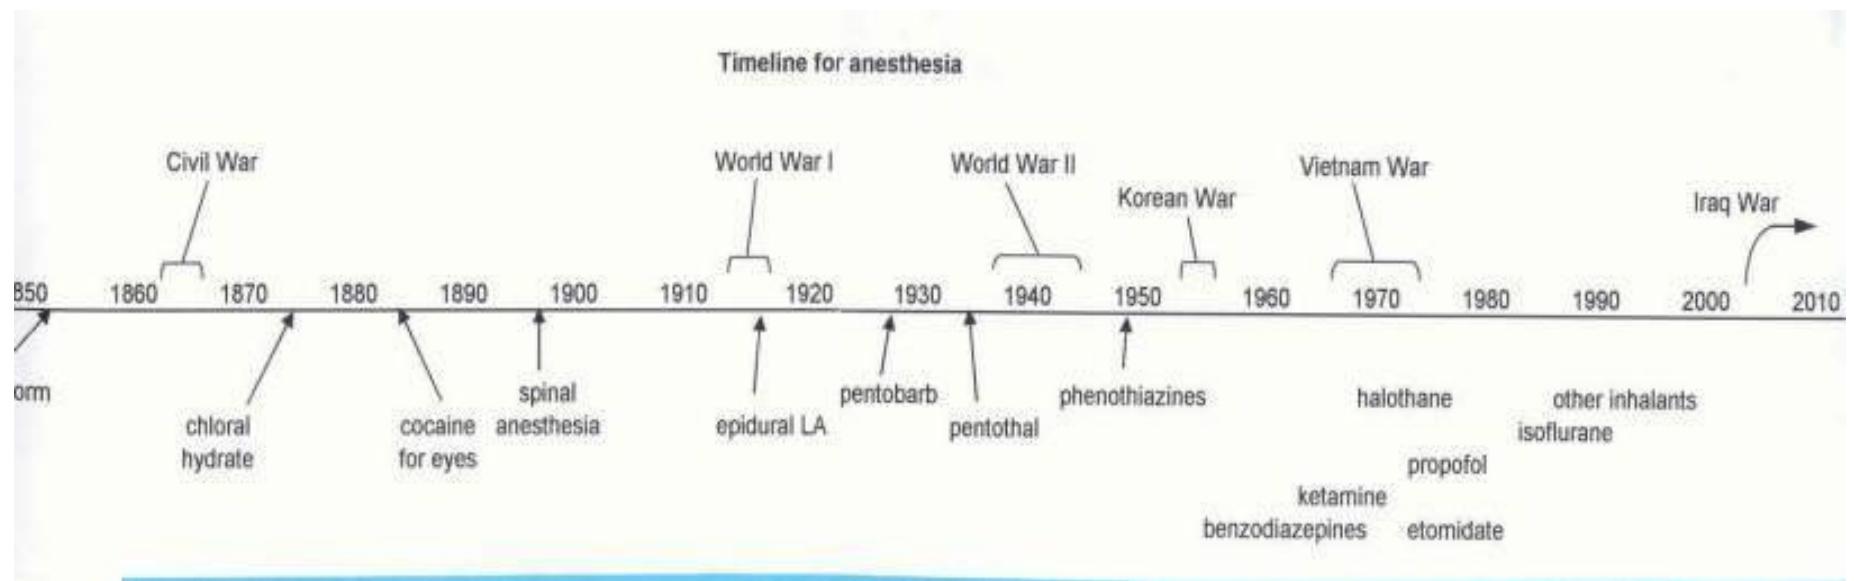 Timeline for anesthesia
Civil War
World War I
World War II
Vietnam War
Korean War
Iraq War
850 1860 1870 1880 1890 1900 1910 1920 1930 1940 1950 1960 1970 1980 1990 2000 2010
orm
chloral
hydrate
cocaine
for eyes
spinal
anesthesia
epidural LA
pentobarb
pentothal
phenothiazines
halothane
other inhalants
isoflurane
propofol
ketamine
benzodiazepines
etomidate